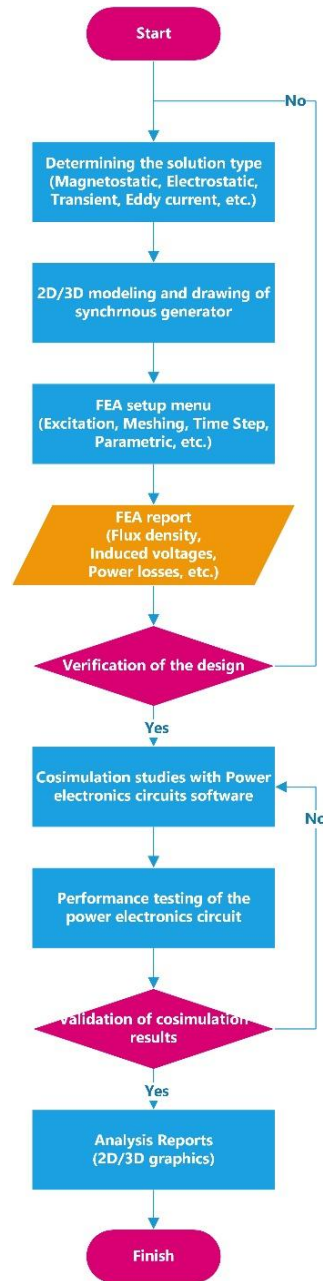 Start
No
Determining the solution type
(Magnetostatic, Electrostatic,
Transient, Eddy current, etc.)
2D/3D modeling and drawing of
synchrnous generator
FEA setup menu
(Excitation, Meshing, Time Step,
Parametric, etc.)
FEA report
(Flux density,
Induced voltages,
Power losses, etc.)
Verification of the design
Yes
Cosimulation studies with Power
electronics circuits software
No
Performance testing of the
power electronics circuit
Validation of cosimulation
results
Yes
Analysis Reports
(2D/3D graphics)
Finish